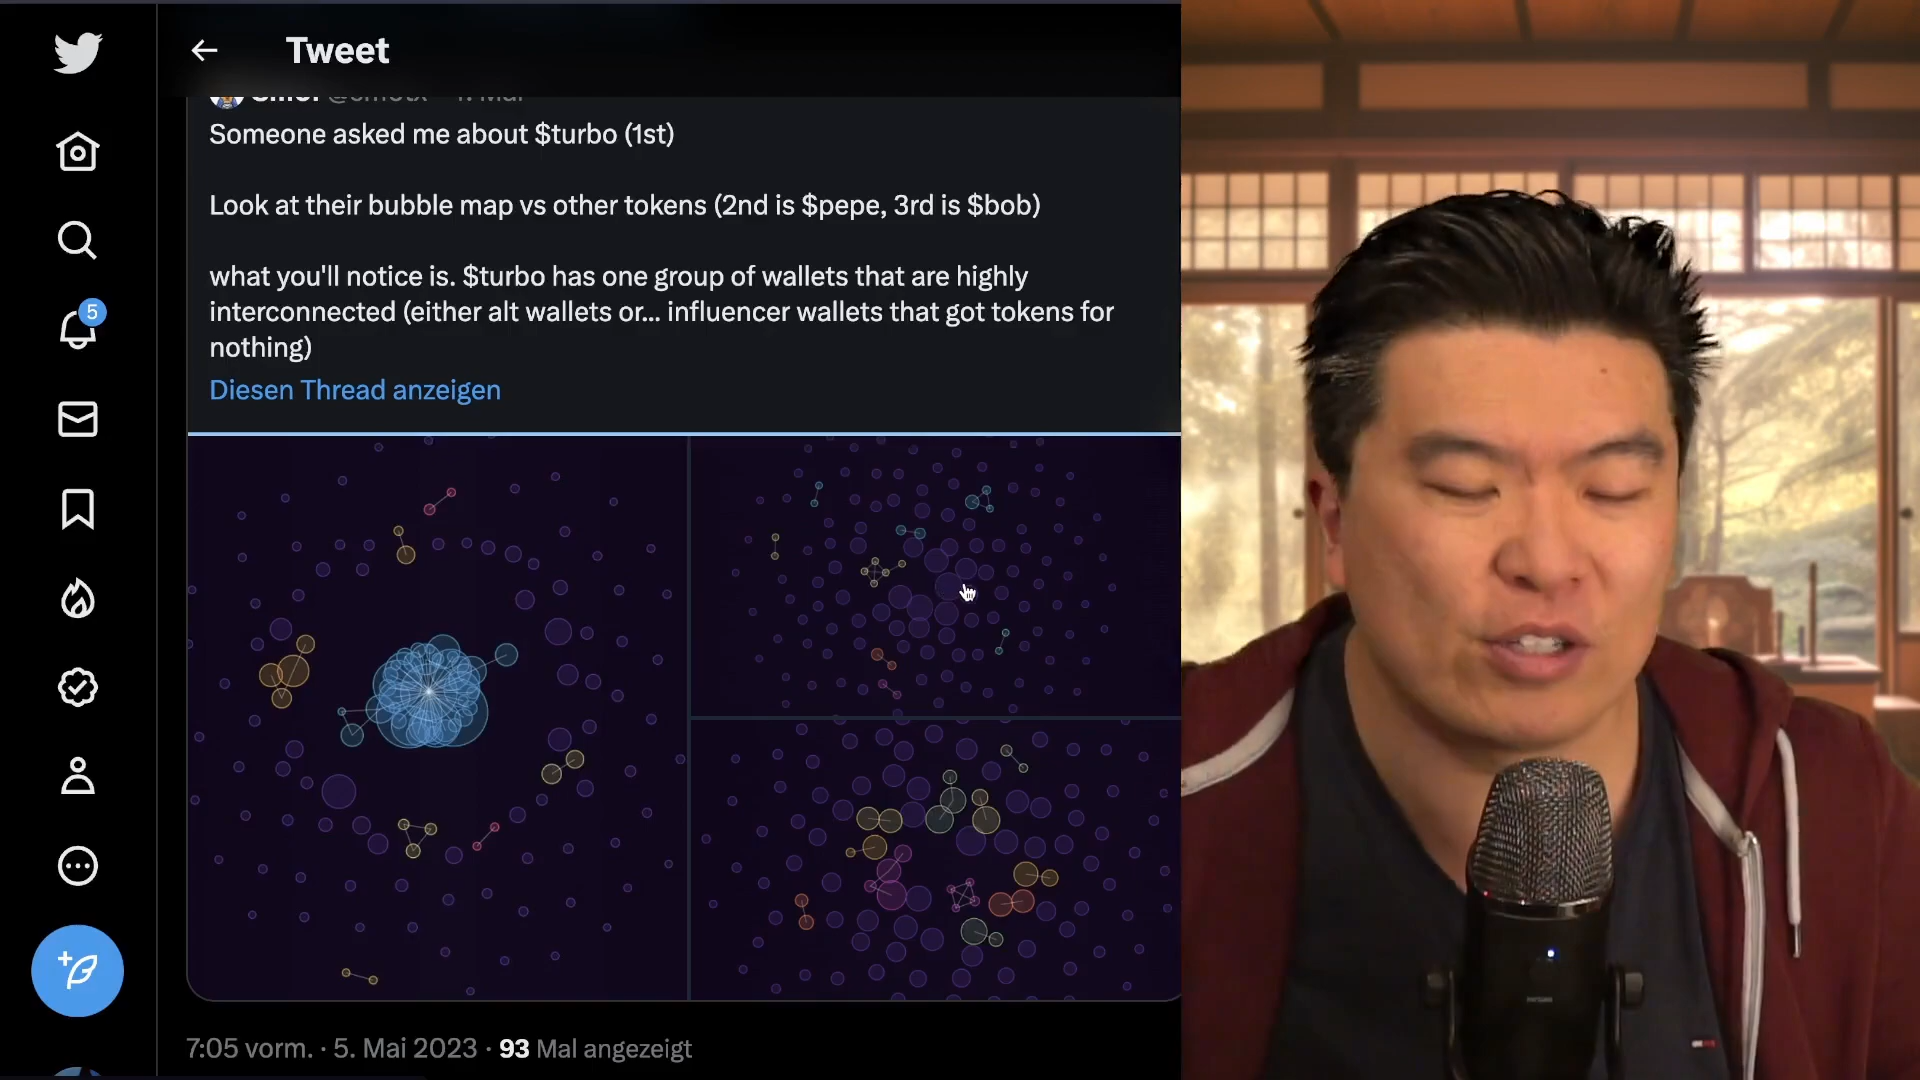 Tweet
Someone asked me about $turbo (1st)
Look at their bubble map vs other tokens (2nd is $pepe, 3rd is $bob)
what you'll notice is. $turbo has one group of wallets that are highly
interconnected (either alt wallets or... influencer wallets that got tokens for
nothing)
Diesen Thread anzeigen
5
7:05 vorm. · 5. Mai 2023 · 93 Mal angezeigt